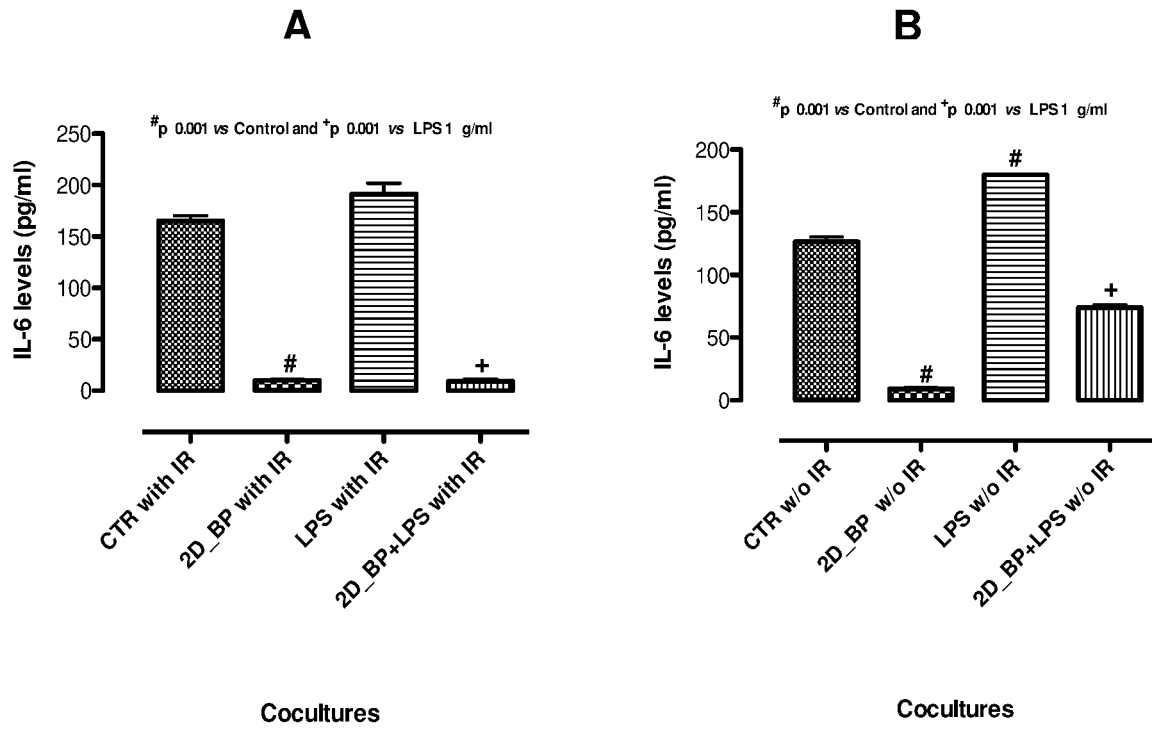 A
#p 0.001 vs Control and +p 0.001 vs LPS 1 g/ml
IL-6 levels (pg/ml)
250
200
150
100
50
0
#
+
CTR with IR
2D_BP with IR
LPS with IR
2D_BP+LPS with IR
Cocultures
B
#p 0.001 vs Control and +p 0.001 vs LPS 1 g/ml
IL-6 levels (pg/ml)
200
150
100
50
0
#
#
+
CTR w/o IR
2D_BP w/o IR
LPS w/o IR
2D_BP+LPS w/o IR
Cocultures